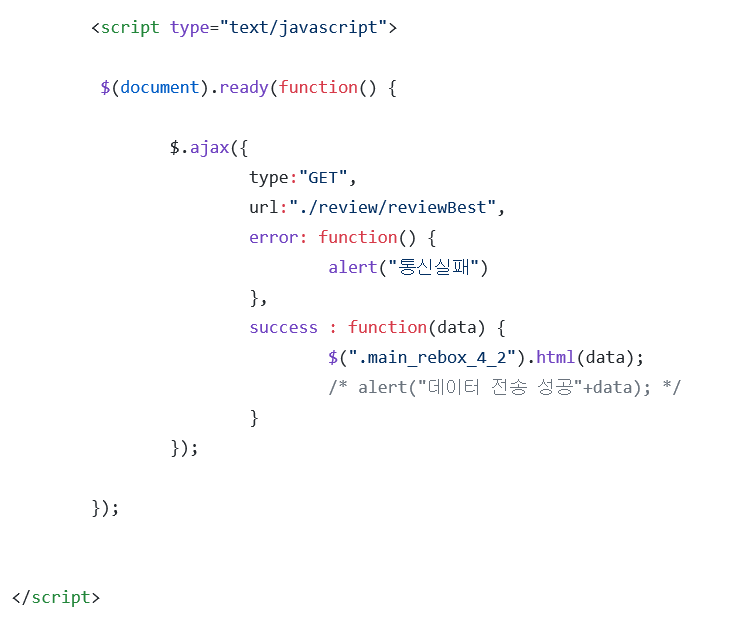 <script type="text/javascript">
$(document).ready(function() {
$.ajax({
type:"GET",
url:"./review/reviewBest",
error: function() {
alert("통신실패")
},
success : function(data) {
$(".main_rebox_4_2").html(data);
/* alert("데이터 전송 성공"+data); */
}
});
});
</script>